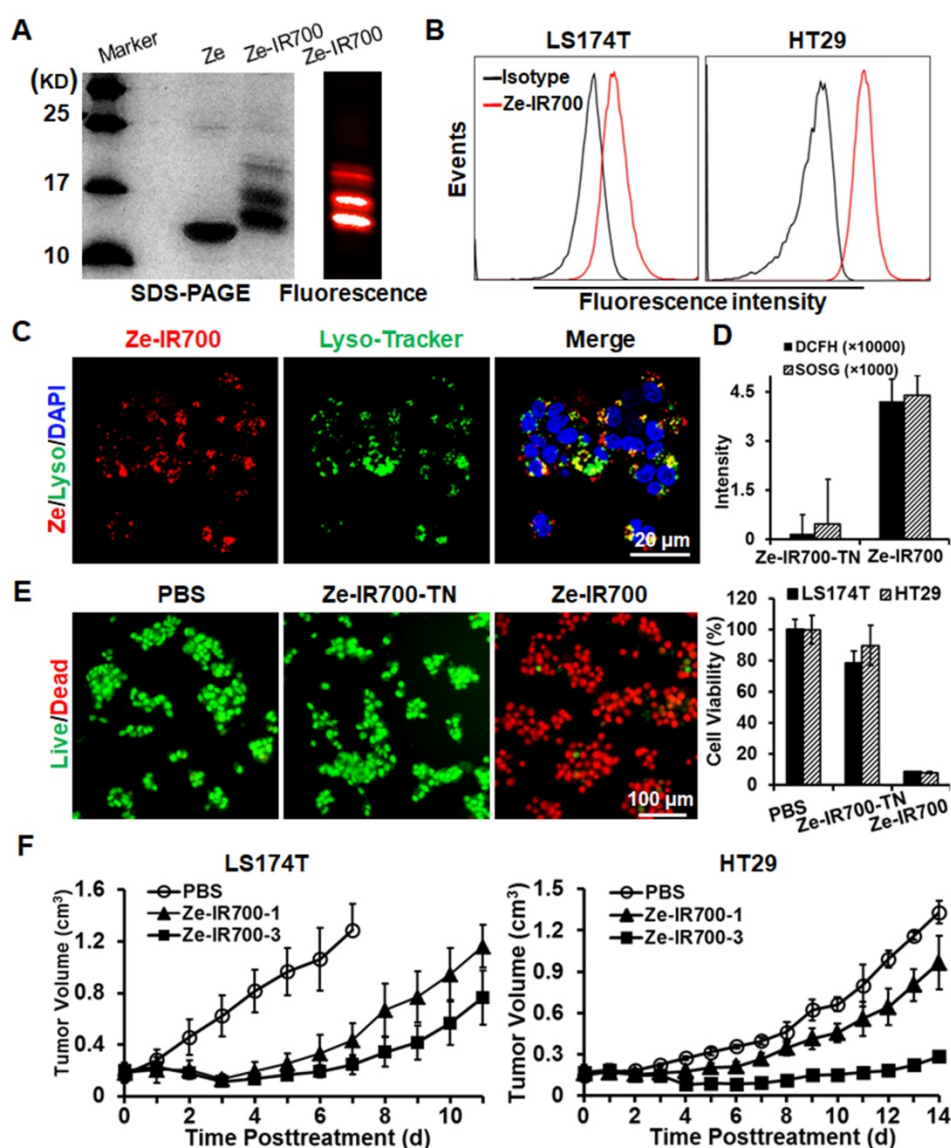 A
Marker
Ze
Ze-IR700
Ze-IR700
(KD)
25
17
10
SDS-PAGE
Fluorescence
B
LS174T
HT29
Isotype
Ze-IR700
Events
Fluorescence intensity
C
Ze-IR700
Lyso-Tracker
Merge
Ze/Lyso/DAPI
20 μm
D
DCFH (×10000)
SOSG (×1000)
4.5
3
1.5
0
Intensity
Ze-IR700-TN
Ze-IR700
E
PBS
Ze-IR700-TN
Ze-IR700
Live/Dead
100 μm
LS174T
HT29
120
100
80
60
40
20
0
Cell Viability (%)
PBS
Ze-IR700-TN
Ze-IR700
F
LS174T
PBS
Ze-IR700-1
Ze-IR700-3
1.6
1.2
0.8
0.4
0
Tumor Volume (cm³)
0 2 4 6 8 10
Time Posttreatment (d)
HT29
PBS
Ze-IR700-1
Ze-IR700-3
1.5
1.2
0.9
0.6
0.3
0
Tumor Volume (cm³)
0 2 4 6 8 10 12 14
Time Posttreatment (d)